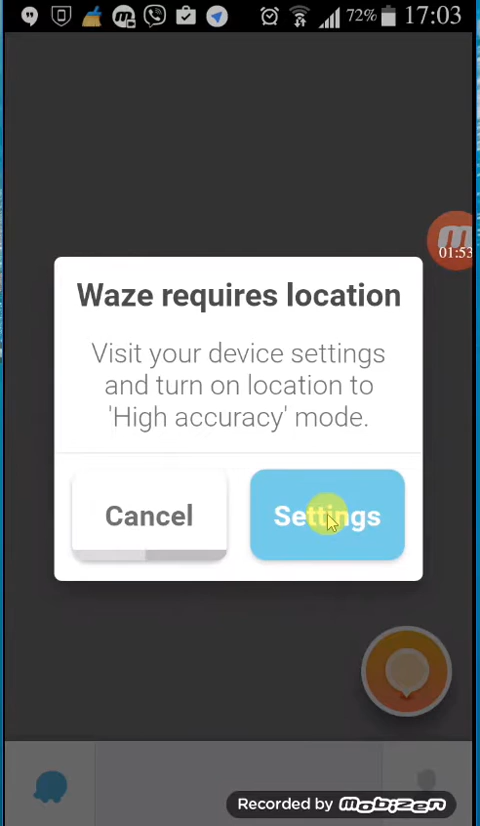 72% 17:03
01:53
Waze requires location
Visit your device settings
and turn on location to
'High accuracy' mode.
Cancel
Settings
Recorded by mobizen